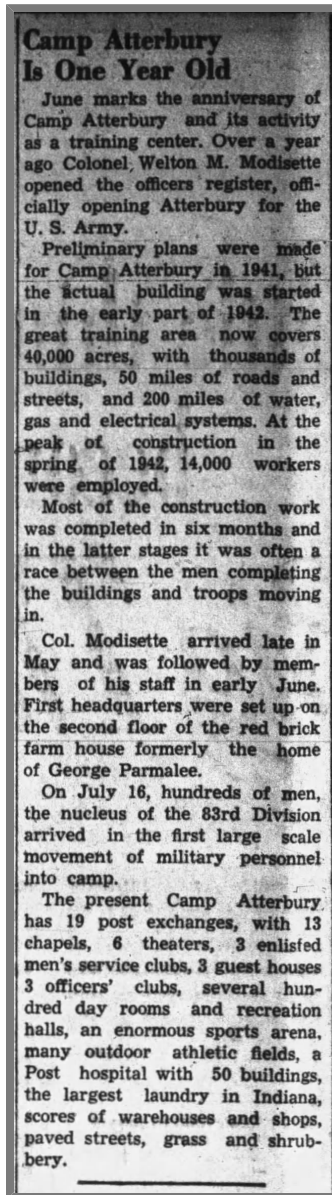 Camp Atterbury
Is One Year Old
June marks the anniversary of
Camp Atterbury and its activity
as a training center. Over a year
ago Colonel Welton M. Modisette
opened the officers register, offi-
cially opening Atterbury for the
U. S. Army.
Preliminary plans were made
for Camp Atterbury in 1941, but
the actual building was started
in the early part of 1942. The
great training area now covers
40,000 acres, with thousands of
buildings, 50 miles of roads and
streets, and 200 miles of water,
gas and electrical systems. At the
peak of construction in the
spring of 1942, 14,000 workers
were employed.
Most of the construction work
was completed in six months and
in the latter stages it was often a
race between the men completing
the buildings and troops moving
in.
Col. Modisette arrived late in
May and was followed by mem-
bers of his staff in early June.
First headquarters were set up on
the second floor of the red brick
farm house formerly the home
of George Parmalee.
On July 16, hundreds of men,
the nucleus of the 83rd Division
arrived in the first large scale
movement of military personnel
into camp.
The present Camp Atterbury
has 19 post exchanges, with 13
chapels, 6 theaters, 3 enlisted
men's service clubs, 3 guest houses
3 officers' clubs, several hun-
dred day rooms and recreation
halls, an enormous sports arena,
many outdoor athletic fields, a
Post hospital with 50 buildings,
the largest laundry in Indiana,
scores of warehouses and shops,
paved streets, grass and shrub-
bery.